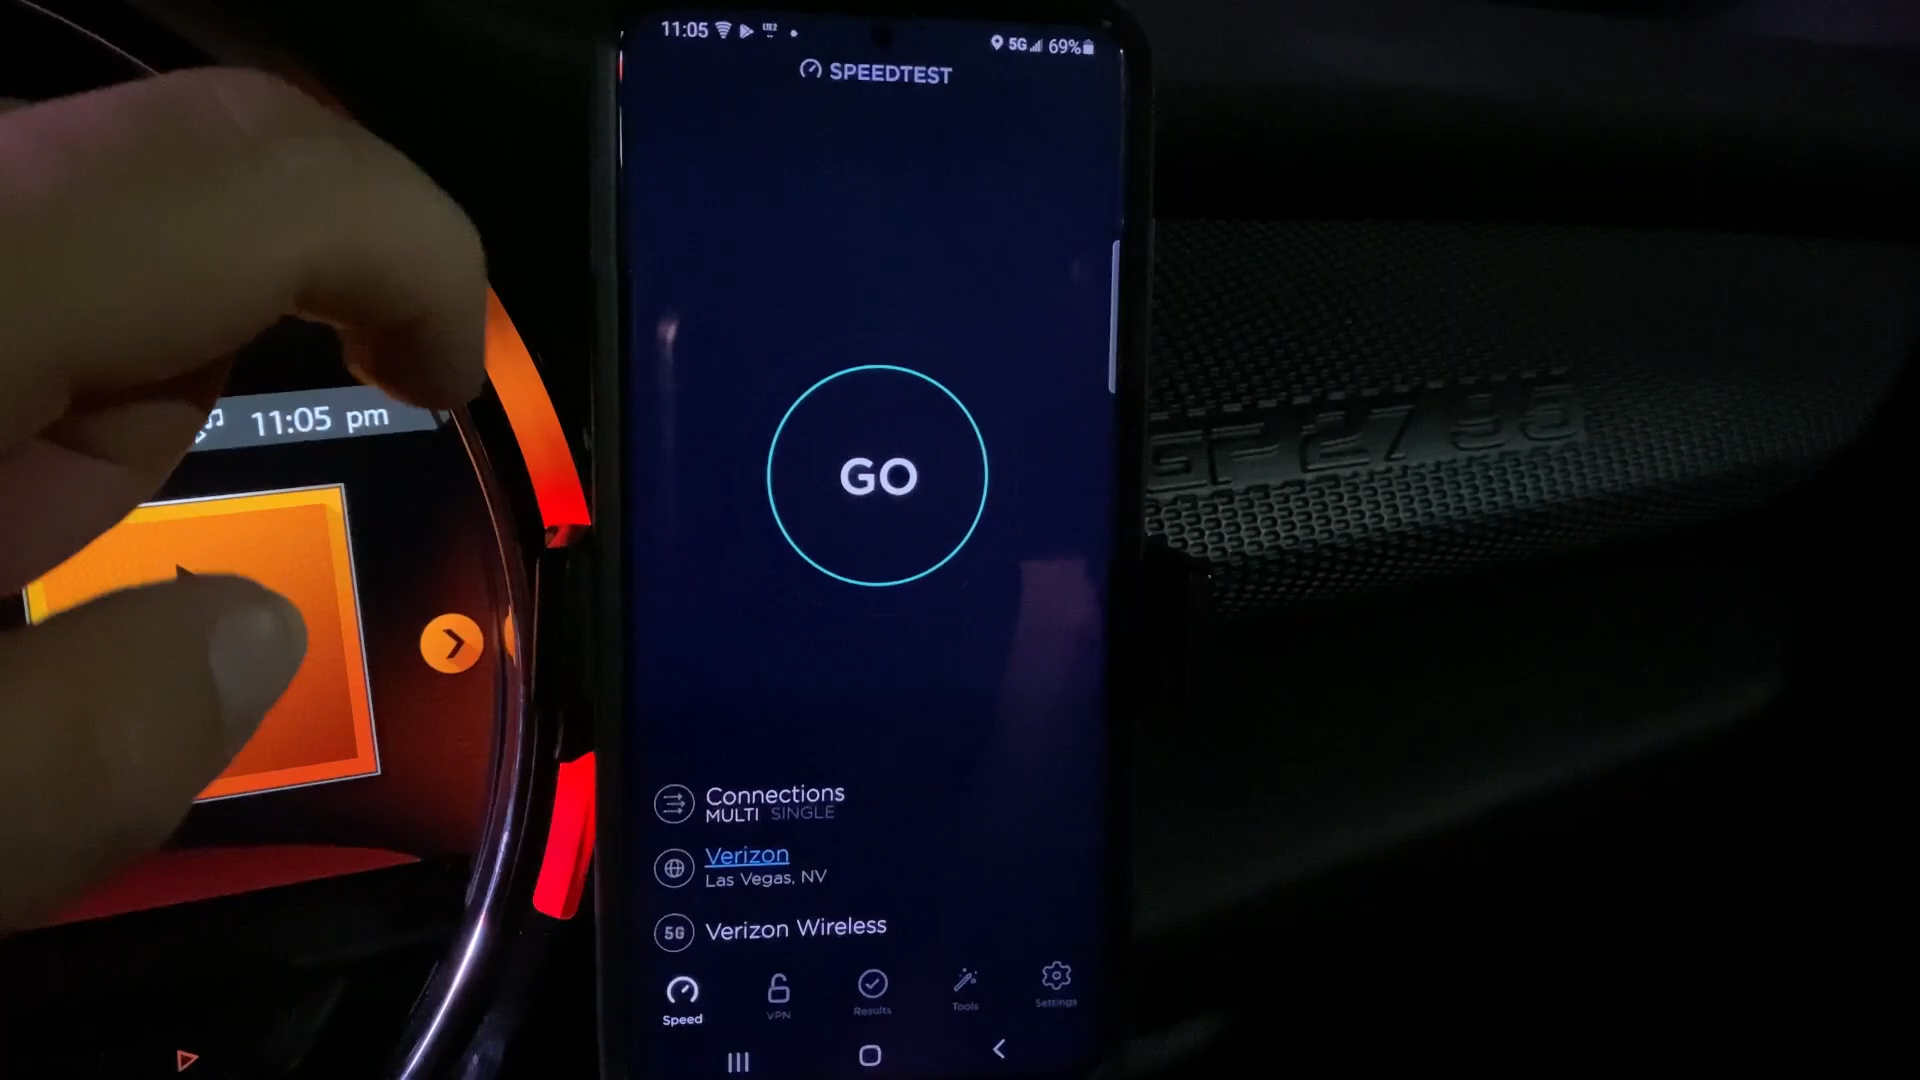 11:05
5G 69%
SPEEDTEST
11:05 pm
GO
Connections
MULTI SINGLE
Verizon
Las Vegas, NV
5G Verizon Wireless
Speed VPN Results Tools Settings